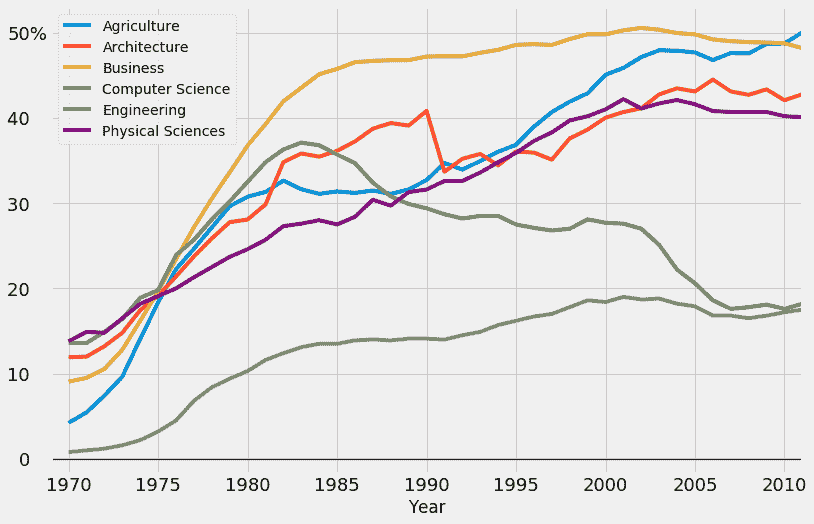 Agriculture
Architecture
Business
Computer Science
Engineering
Physical Sciences
50%
40
30
20
10
0
1970 1975 1980 1985 1990 1995 2000 2005 2010
Year